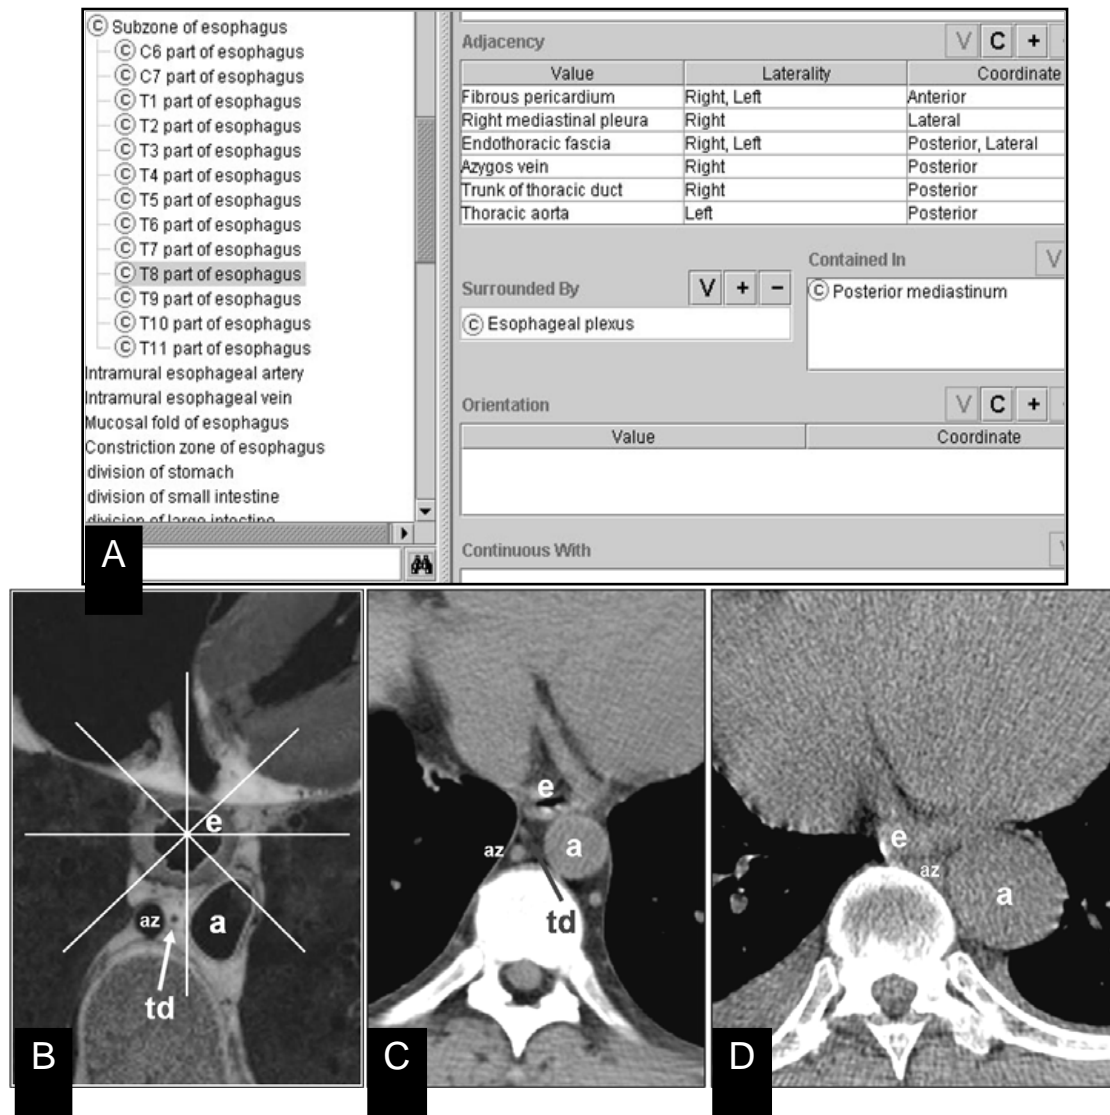 Subzone of esophagus
C C6 part of esophagus
C C7 part of esophagus
C T1 part of esophagus
C T2 part of esophagus
C T3 part of esophagus
C T4 part of esophagus
C T5 part of esophagus
C T6 part of esophagus
C T7 part of esophagus
C T8 part of esophagus
C T9 part of esophagus
C T10 part of esophagus
C T11 part of esophagus
Intramural esophageal artery
Intramural esophageal vein
Mucosal fold of esophagus
Constriction zone of esophagus
division of stomach
division of small intestine
division of large intestine
A
Adjacency V C +
Value Laterality Coordinate
Fibrous pericardium Right, Left Anterior
Right mediastinal pleura Right Lateral
Endothoracic fascia Right, Left Posterior, Lateral
Azygos vein Right Posterior
Trunk of thoracic duct Right Posterior
Thoracic aorta Left Posterior
Surrounded By V + −
C Esophageal plexus
Contained In V
C Posterior mediastinum
Orientation V C +
Value Coordinate
Continuous With V
e
az
a
td
B
e
az
a
td
C
e
az
a
D